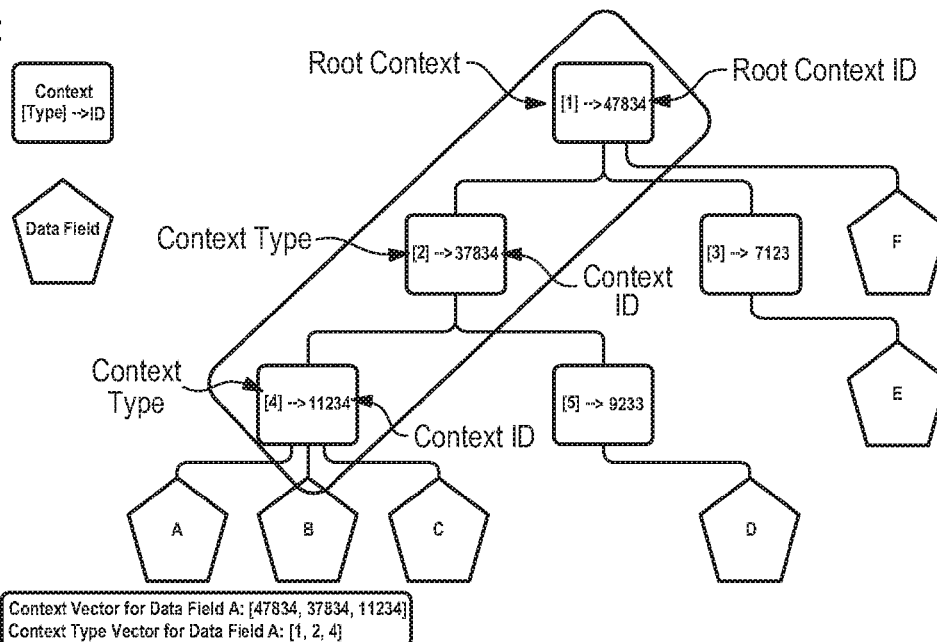 Context
[Type] -->ID
Data Field
Root Context
[1] -->47834
Root Context ID
Context Type
[2] -->37834
Context
ID
[3] --> 7123
F
Context
Type
[4] -->11234
Context ID
[5] --> 9233
E
A
B
C
D
Context Vector for Data Field A: [47834, 37834, 11234]
Context Type Vector for Data Field A: [1, 2, 4]